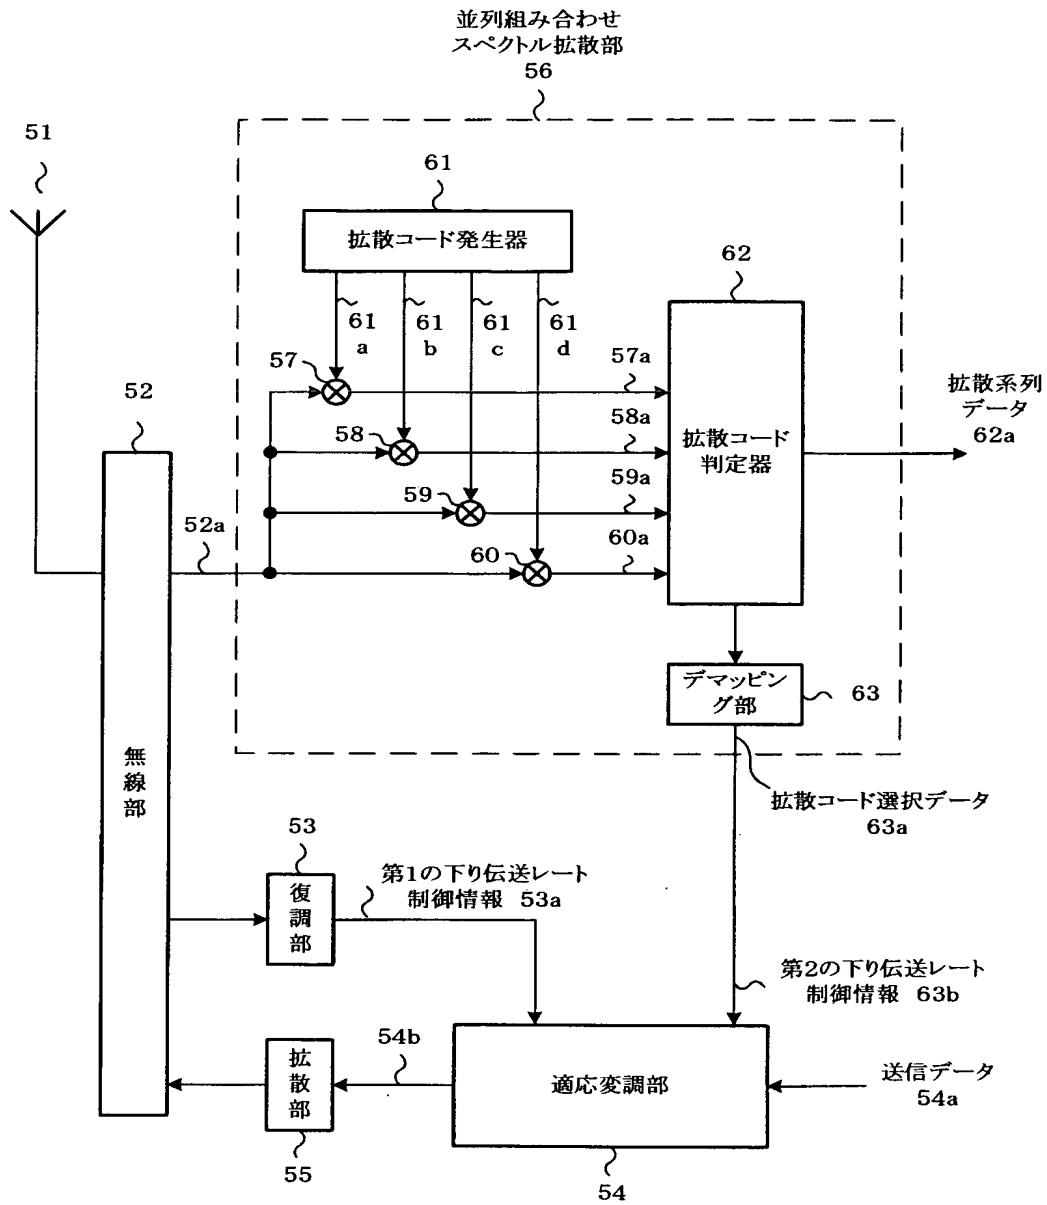 並列組み合わせ
スペクトル拡散部
56
51
61
拡散コード発生器
62
61
a
61
b
61
c
61
d
57
57a
52
拡散系列
データ
62a
58
58a
拡散コード
判定器
59
59a
52a
60
60a
デマッピン
グ部
63
無
線
部
拡散コード選択データ
63a
53
復
調
部
第1の下り伝送レート
制御情報 53a
第2の下り伝送レート
制御情報 63b
54b
拡
散
部
適応変調部
送信データ
54a
55
54